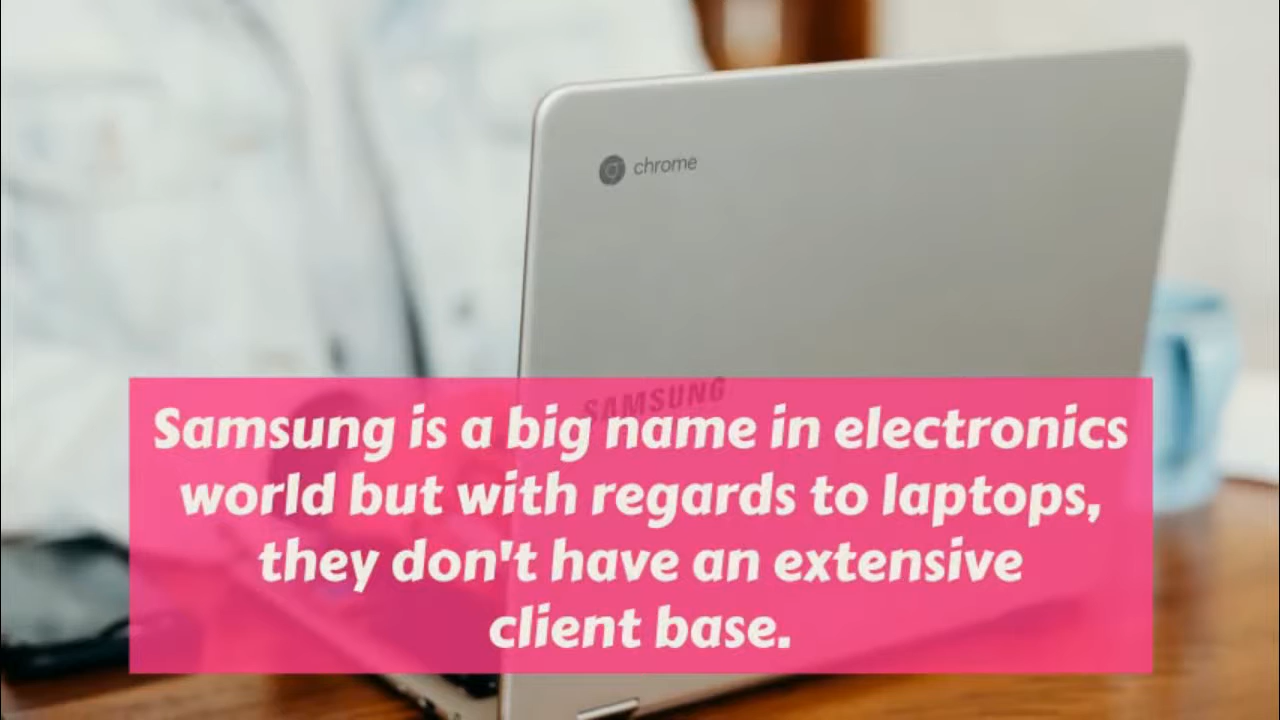 chrome
SAMSUNG
Samsung is a big name in electronics
world but with regards to laptops,
they don't have an extensive
client base.